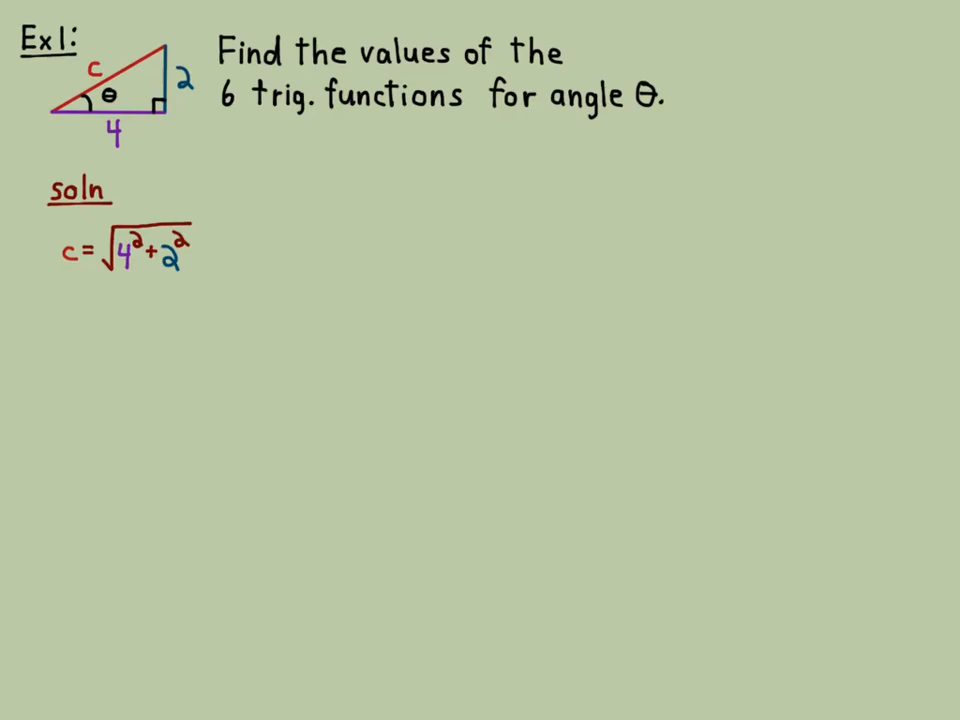 Ex1:
Find the values of the
6 trig. functions for angle θ.
c
θ
2
4
soln
c = √4² + 2²